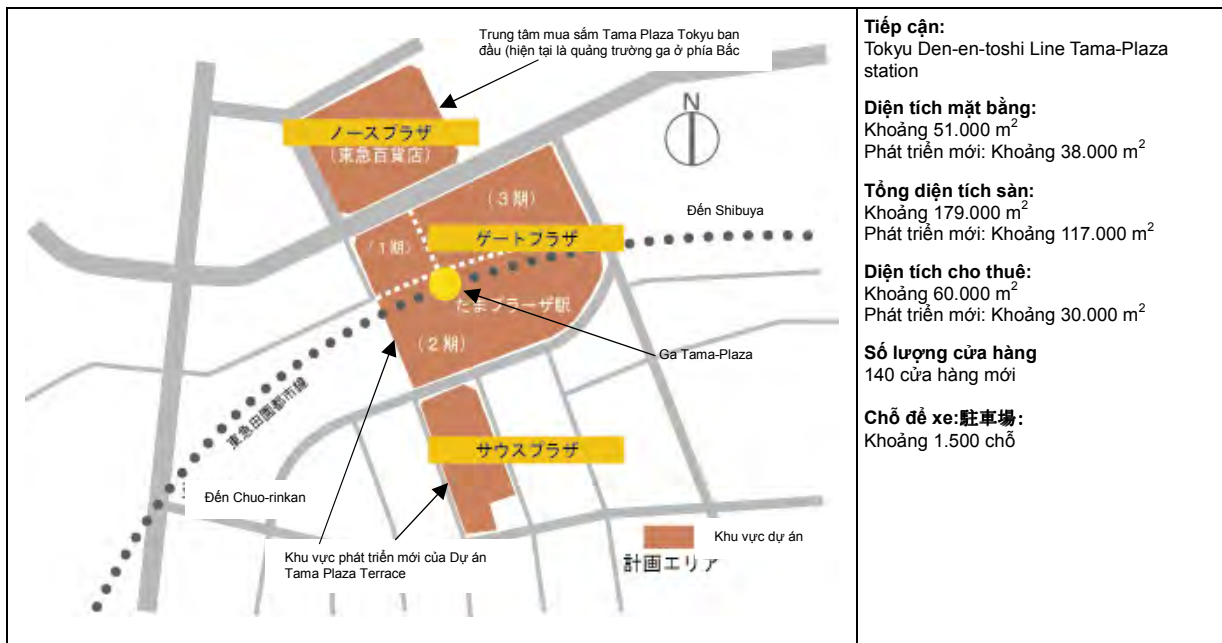 Trung tâm mua sắm Tama Plaza Tokyu ban
đầu (hiện tại là quảng trường ga ở phía Bắc
N
ノースプラザ
(東急百貨店)
(3期)
Đến Shibuya
(1期)
ゲートプラザ
たまプラーザ駅
(2期)
Ga Tama-Plaza
東急田園都市線
サウスプラザ
Đến Chuo-rinkan
Khu vực dự án
計画エリア
Khu vực phát triển mới của Dự án
Tama Plaza Terrace
Tiếp cận:
Tokyu Den-en-toshi Line Tama-Plaza
station
Diện tích mặt bằng:
Khoảng 51.000 m²
Phát triển mới: Khoảng 38.000 m²
Tổng diện tích sàn:
Khoảng 179.000 m²
Phát triển mới: Khoảng 117.000 m²
Diện tích cho thuê:
Khoảng 60.000 m²
Phát triển mới: Khoảng 30.000 m²
Số lượng cửa hàng
140 cửa hàng mới
Chỗ để xe:駐車場:
Khoảng 1.500 chỗ